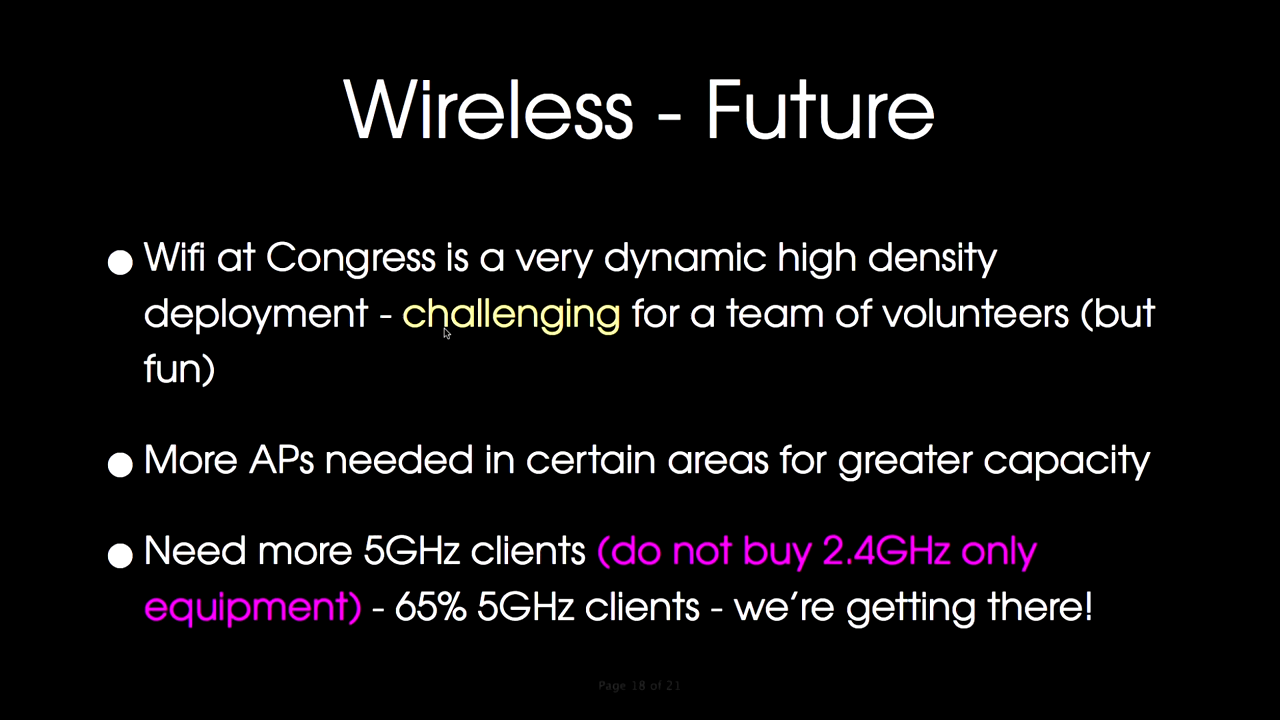 Wireless - Future
● Wifi at Congress is a very dynamic high density
deployment - challenging for a team of volunteers (but
fun)
● More APs needed in certain areas for greater capacity
● Need more 5GHz clients (do not buy 2.4GHz only
equipment) - 65% 5GHz clients - we’re getting there!
Page 18 of 21